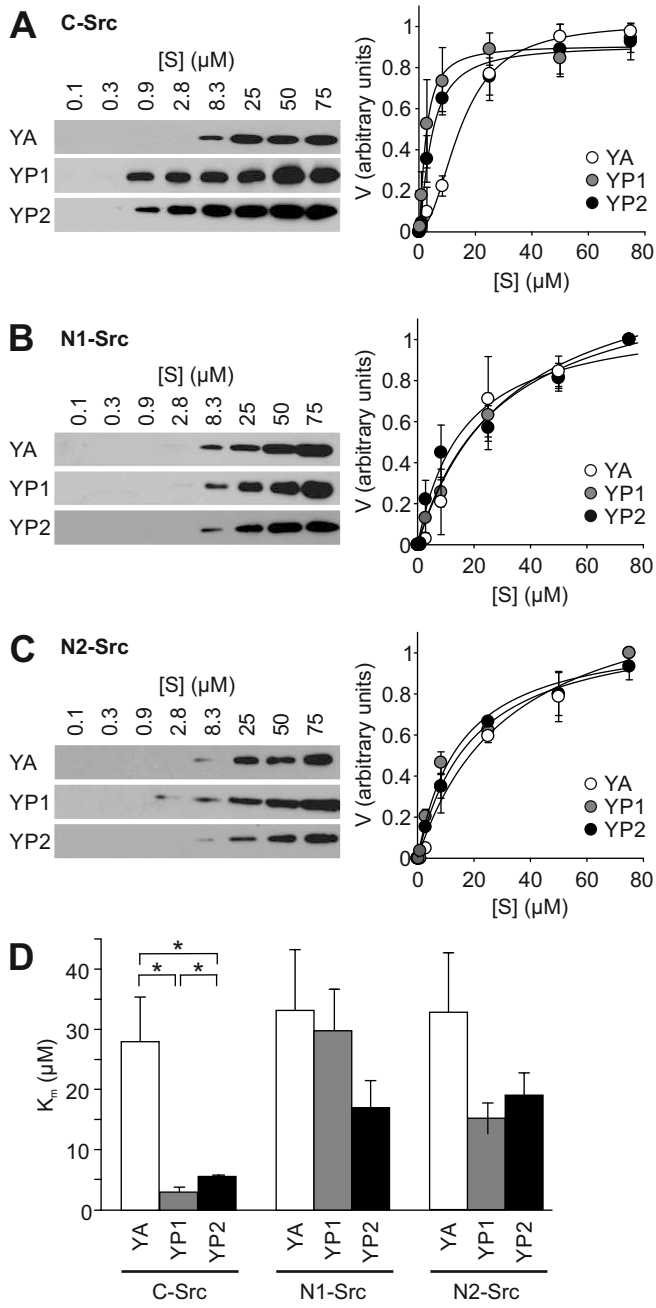 A C-Src
[S] (µM)
0.1 0.3 0.9 2.8 8.3 25 50 75
YA
YP1
YP2
V (arbitrary units)
1
0.8
0.6
0.4
0.2
0
0 20 40 60 80
[S] (µM)
YA
YP1
YP2
B N1-Src
[S] (µM)
0.1 0.3 0.9 2.8 8.3 25 50 75
YA
YP1
YP2
V (arbitrary units)
1
0.8
0.6
0.4
0.2
0
0 20 40 60 80
[S] (µM)
YA
YP1
YP2
C N2-Src
[S] (µM)
0.1 0.3 0.9 2.8 8.3 25 50 75
YA
YP1
YP2
V (arbitrary units)
1
0.8
0.6
0.4
0.2
0
0 20 40 60 80
[S] (µM)
YA
YP1
YP2
D
Km (µM)
40
30
20
10
0
*
* *
YA YP1 YP2 YA YP1 YP2 YA YP1 YP2
C-Src N1-Src N2-Src